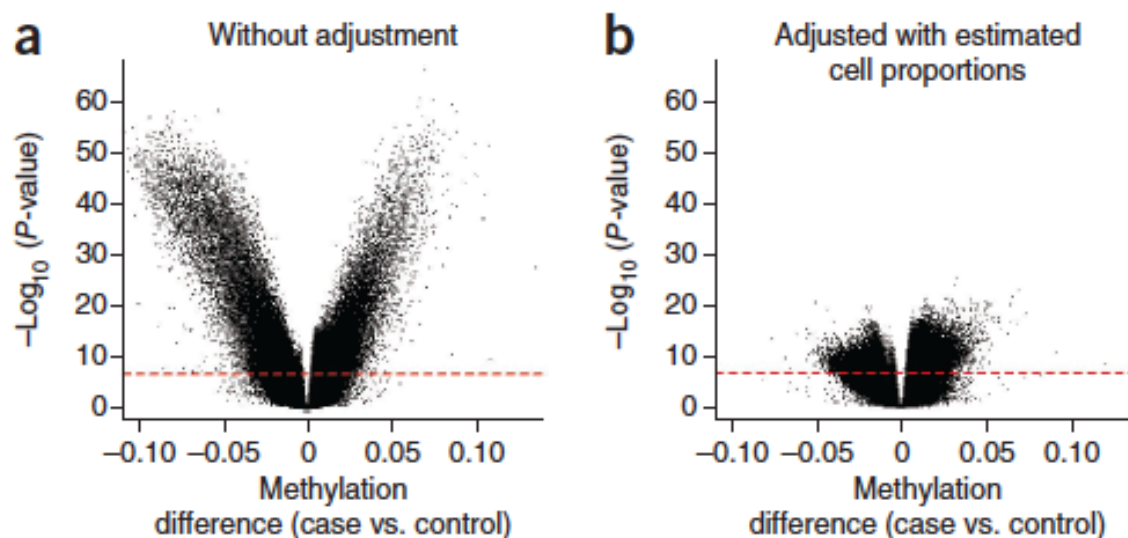 a
Without adjustment
–Log10 (P-value)
60
50
40
30
20
10
0
–0.10 –0.05 0 0.05 0.10
Methylation
difference (case vs. control)
b
Adjusted with estimated
cell proportions
–Log10 (P-value)
60
50
40
30
20
10
0
–0.10 –0.05 0 0.05 0.10
Methylation
difference (case vs. control)